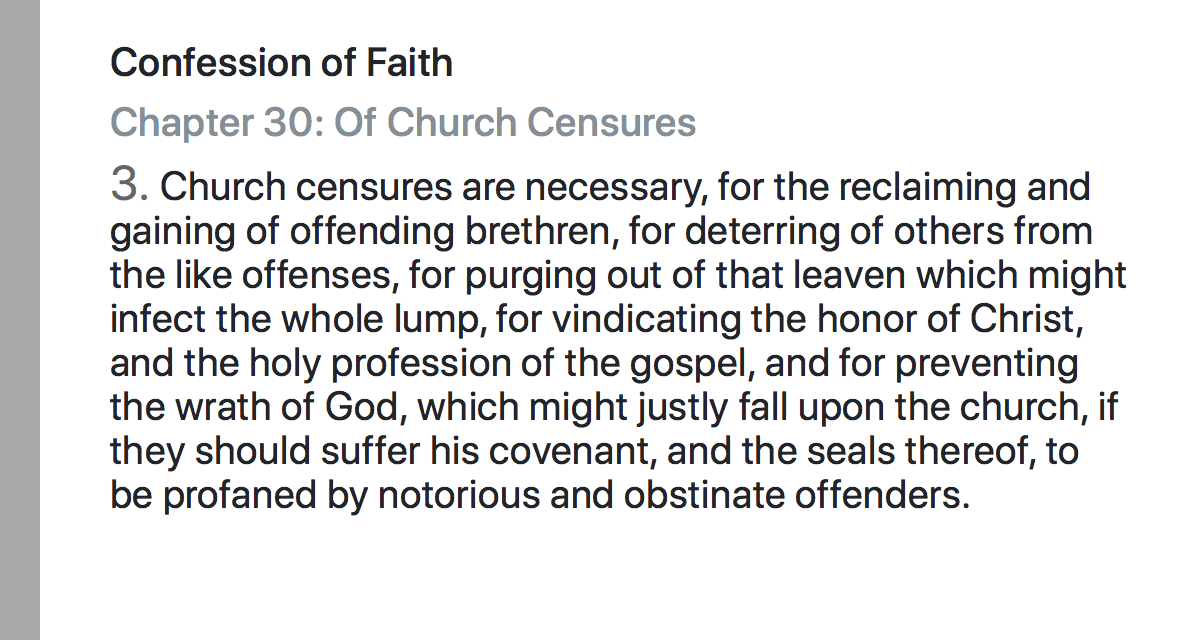 Confession of Faith
Chapter 30: Of Church Censures
3. Church censures are necessary, for the reclaiming and
gaining of offending brethren, for deterring of others from
the like offenses, for purging out of that leaven which might
infect the whole lump, for vindicating the honor of Christ,
and the holy profession of the gospel, and for preventing
the wrath of God, which might justly fall upon the church, if
they should suffer his covenant, and the seals thereof, to
be profaned by notorious and obstinate offenders.